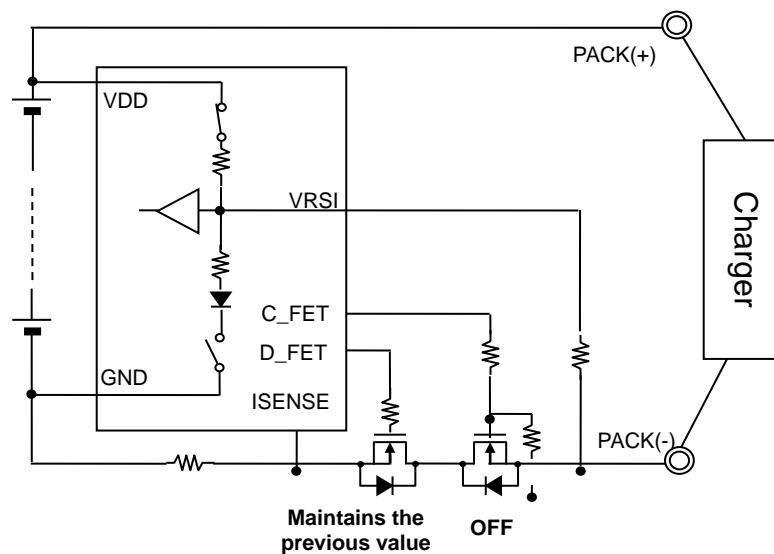 PACK(+)
VDD
VRSI
Charger
C_FET
D_FET
GND
ISENSE
PACK(-)
Maintains the
previous value
OFF